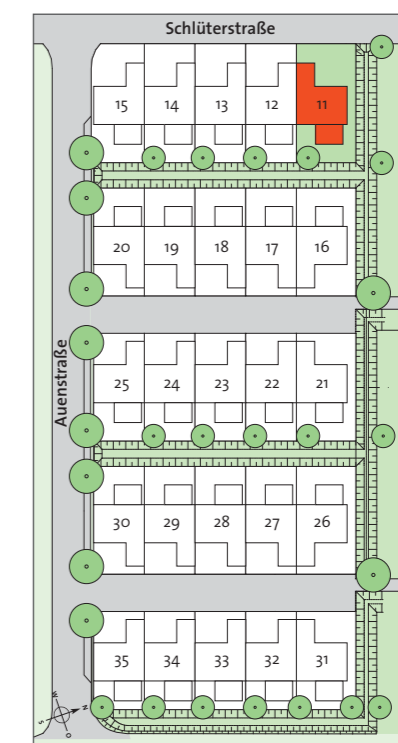 Schlüterstraße
15 14 13 12 11
20 19 18 17 16
Auenstraße
25 24 23 22 21
30 29 28 27 26
35 34 33 32 31
W
N
S
O